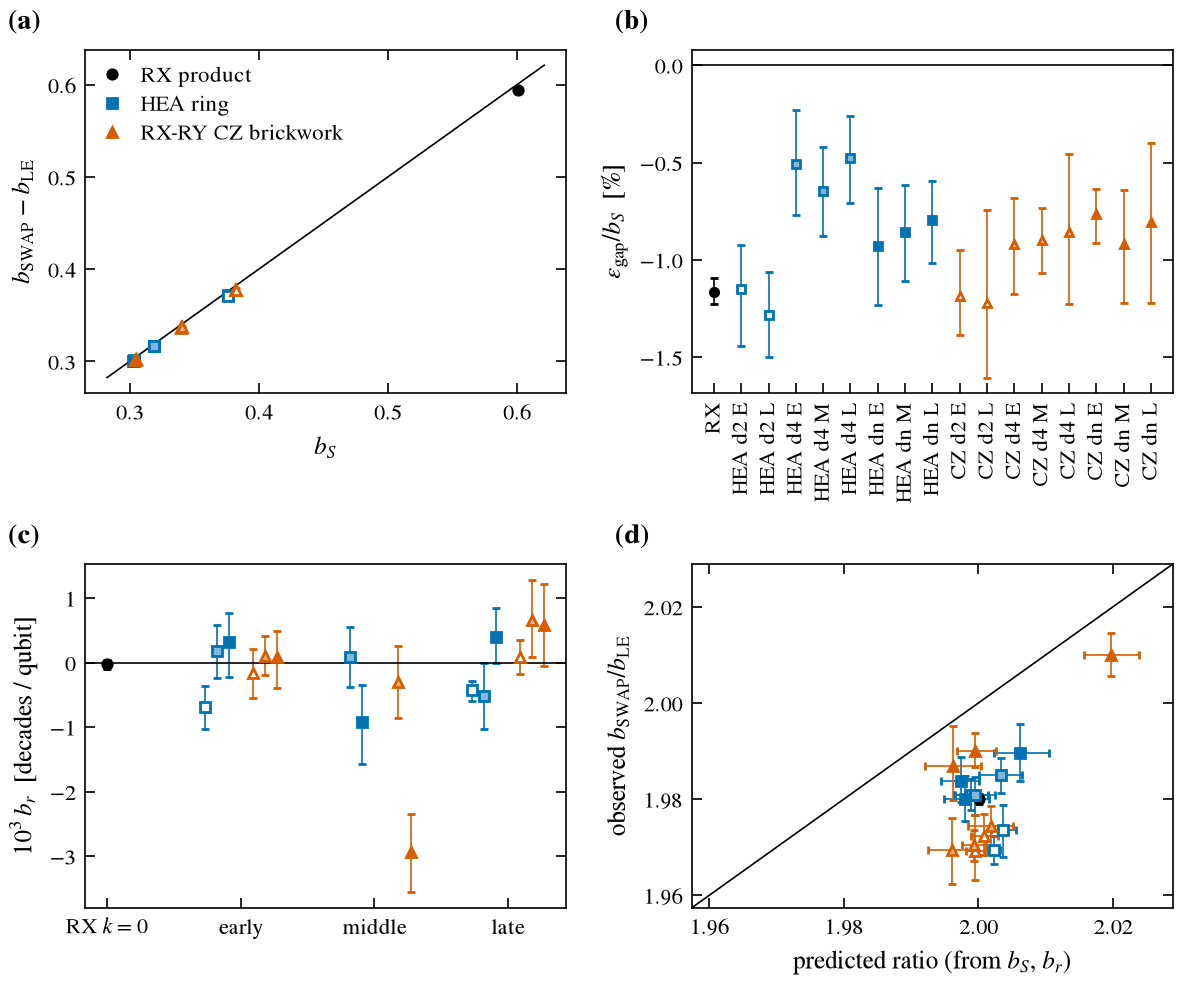 (a)
0.6
0.5
0.4
0.3
b_SWAP − b_LE
RX product
HEA ring
RX-RY CZ brickwork
0.3 0.4 0.5 0.6
b_S
(b)
0.0
−0.5
−1.0
−1.5
ε_gap/b_S [%]
RX
HEA d2 E
HEA d2 L
HEA d4 E
HEA d4 M
HEA d4 L
HEA dn E
HEA dn M
HEA dn L
CZ d2 E
CZ d2 L
CZ d4 E
CZ d4 M
CZ d4 L
CZ dn E
CZ dn M
CZ dn L
(c)
1
0
−1
−2
−3
10³ b_r [decades / qubit]
RX k = 0 early middle late
(d)
2.02
2.00
1.98
1.96
observed b_SWAP/b_LE
1.96 1.98 2.00 2.02
predicted ratio (from b_S, b_r)